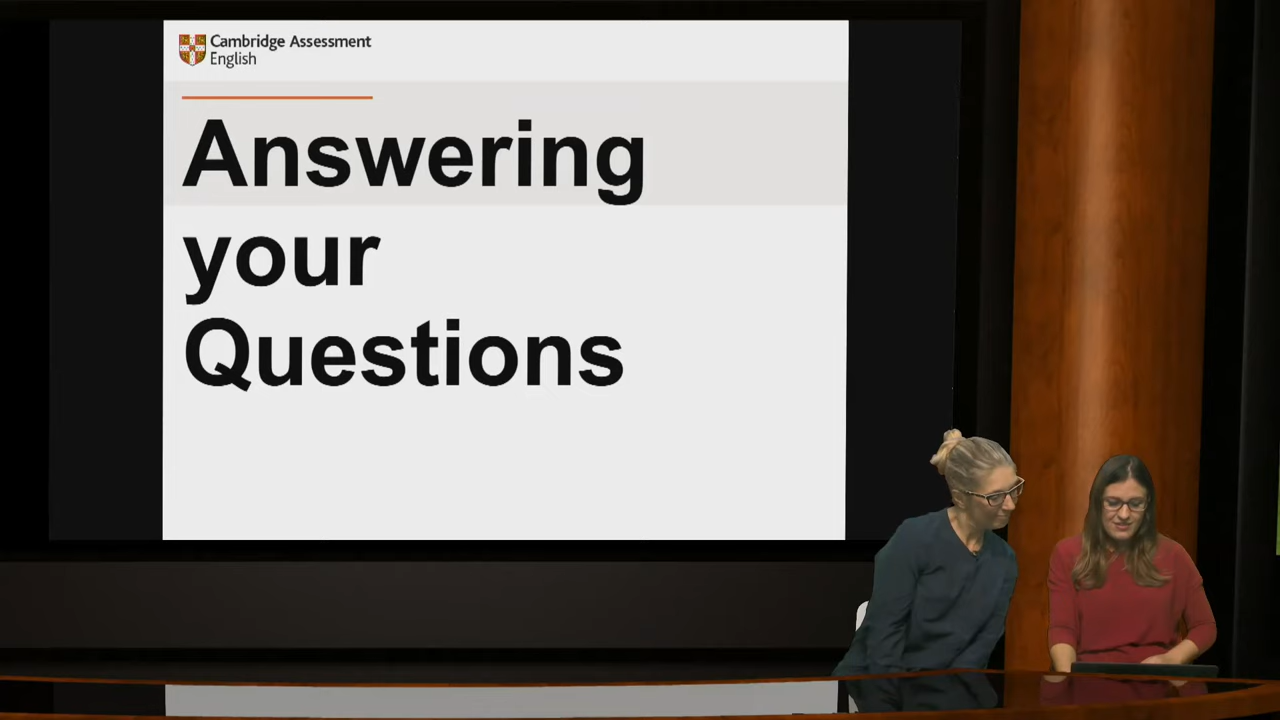 Cambridge Assessment
English
Answering
your
Questions